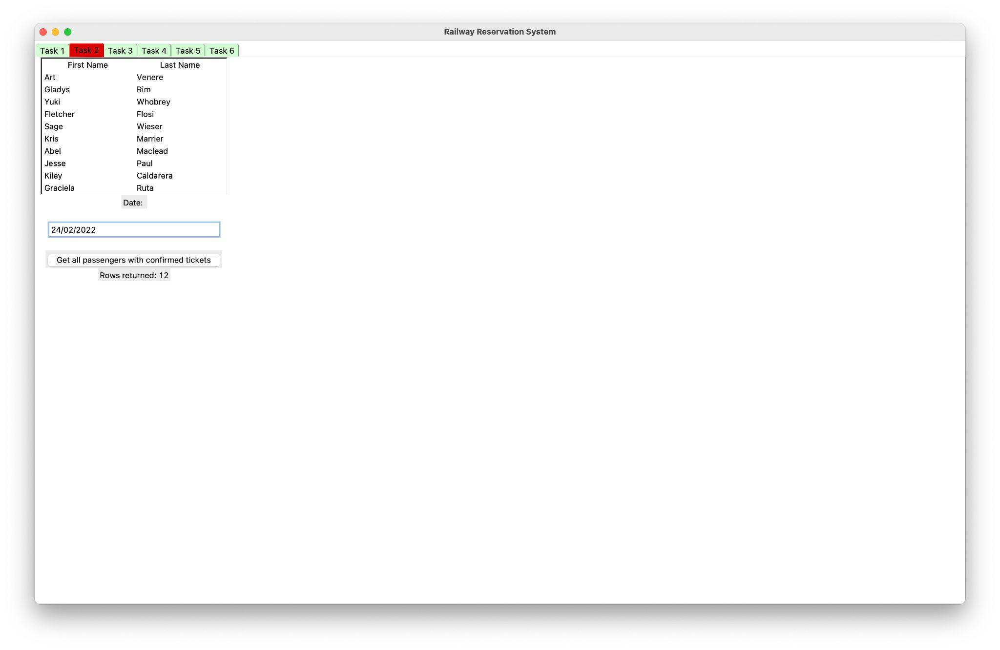 Railway Reservation System
Task 1 Task 2 Task 3 Task 4 Task 5 Task 6
First Name Last Name
Art Venere
Gladys Rim
Yuki Whobrey
Fletcher Flosi
Sage Wieser
Kris Marrier
Abel Maclead
Jesse Paul
Kiley Caldarera
Graciela Ruta
Date:
24/02/2022
Get all passengers with confirmed tickets
Rows returned: 12